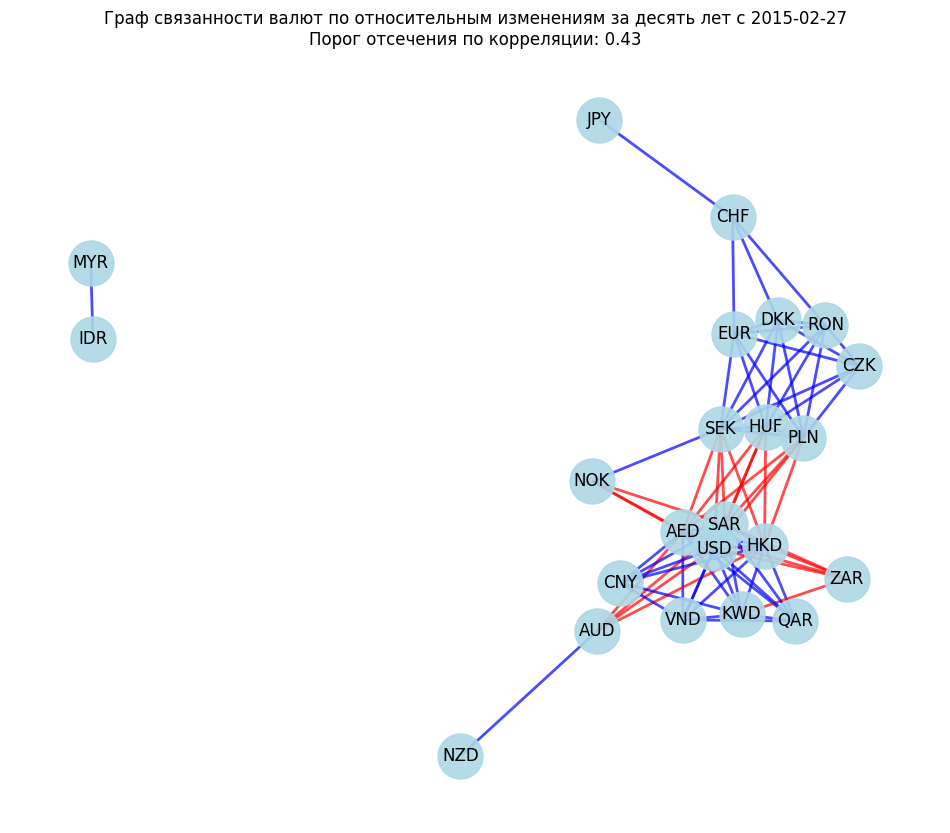 Граф связанности валют по относительным изменениям за десять лет с 2015-02-27
Порог отсечения по корреляции: 0.43
JPY
CHF
MYR
DKK
RON
EUR
IDR
CZK
HUF
SEK
PLN
NOK
SAR
AED
HKD
USD
ZAR
CNY
KWD
VND
QAR
AUD
NZD